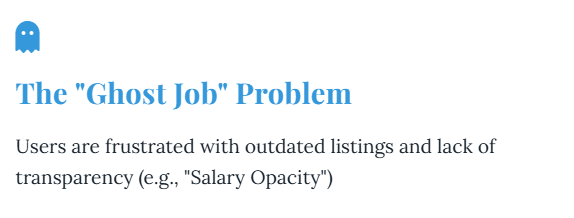 The "Ghost Job" Problem
Users are frustrated with outdated listings and lack of
transparency (e.g., "Salary Opacity")